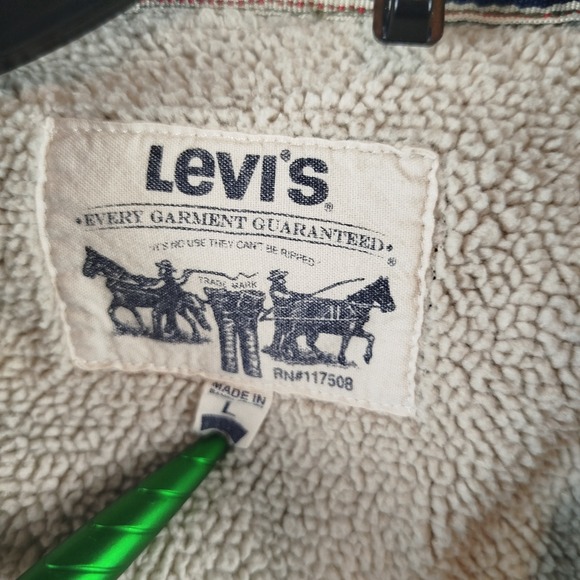 Levi's®
•EVERY GARMENT GUARANTEED•
"IT'S NO USE THEY CAN'T BE RIPPED"
®
TRADE MARK
RN#117508
MADE IN
L